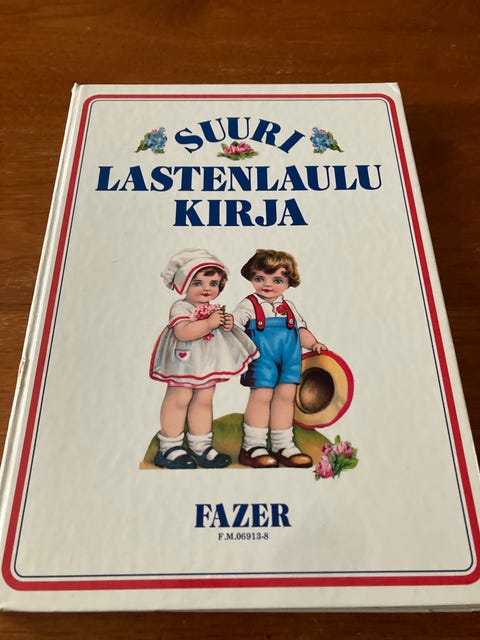 SUURI
LASTENLAULU
KIRJA
FAZER
F.M.06913-8